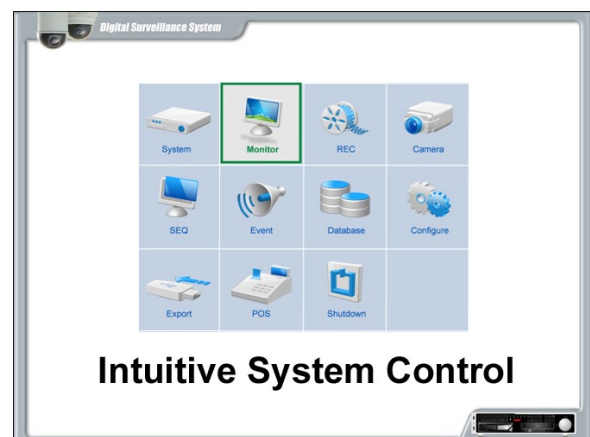 Digital Surveillance System
System Monitor REC Camera
SEQ Event Database Configure
Export POS Shutdown
Intuitive System Control